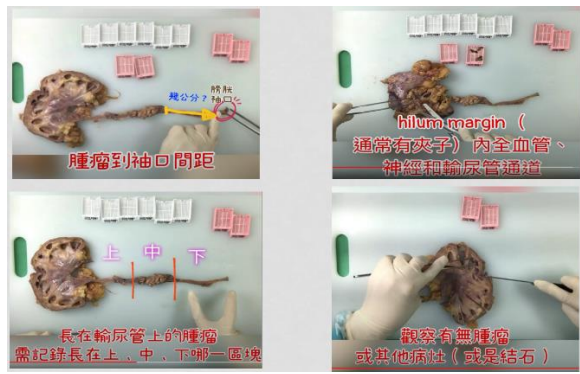 幾公分？
膀胱
袖口
腫瘤到袖口間距
hilum margin（
通常有夾子）內全血管、
神經和輸尿管通道
上 中 下
長在輸尿管上的腫瘤
需記錄長在上、中、下哪一區塊
觀察有無腫瘤
或其他病灶（或是結石）